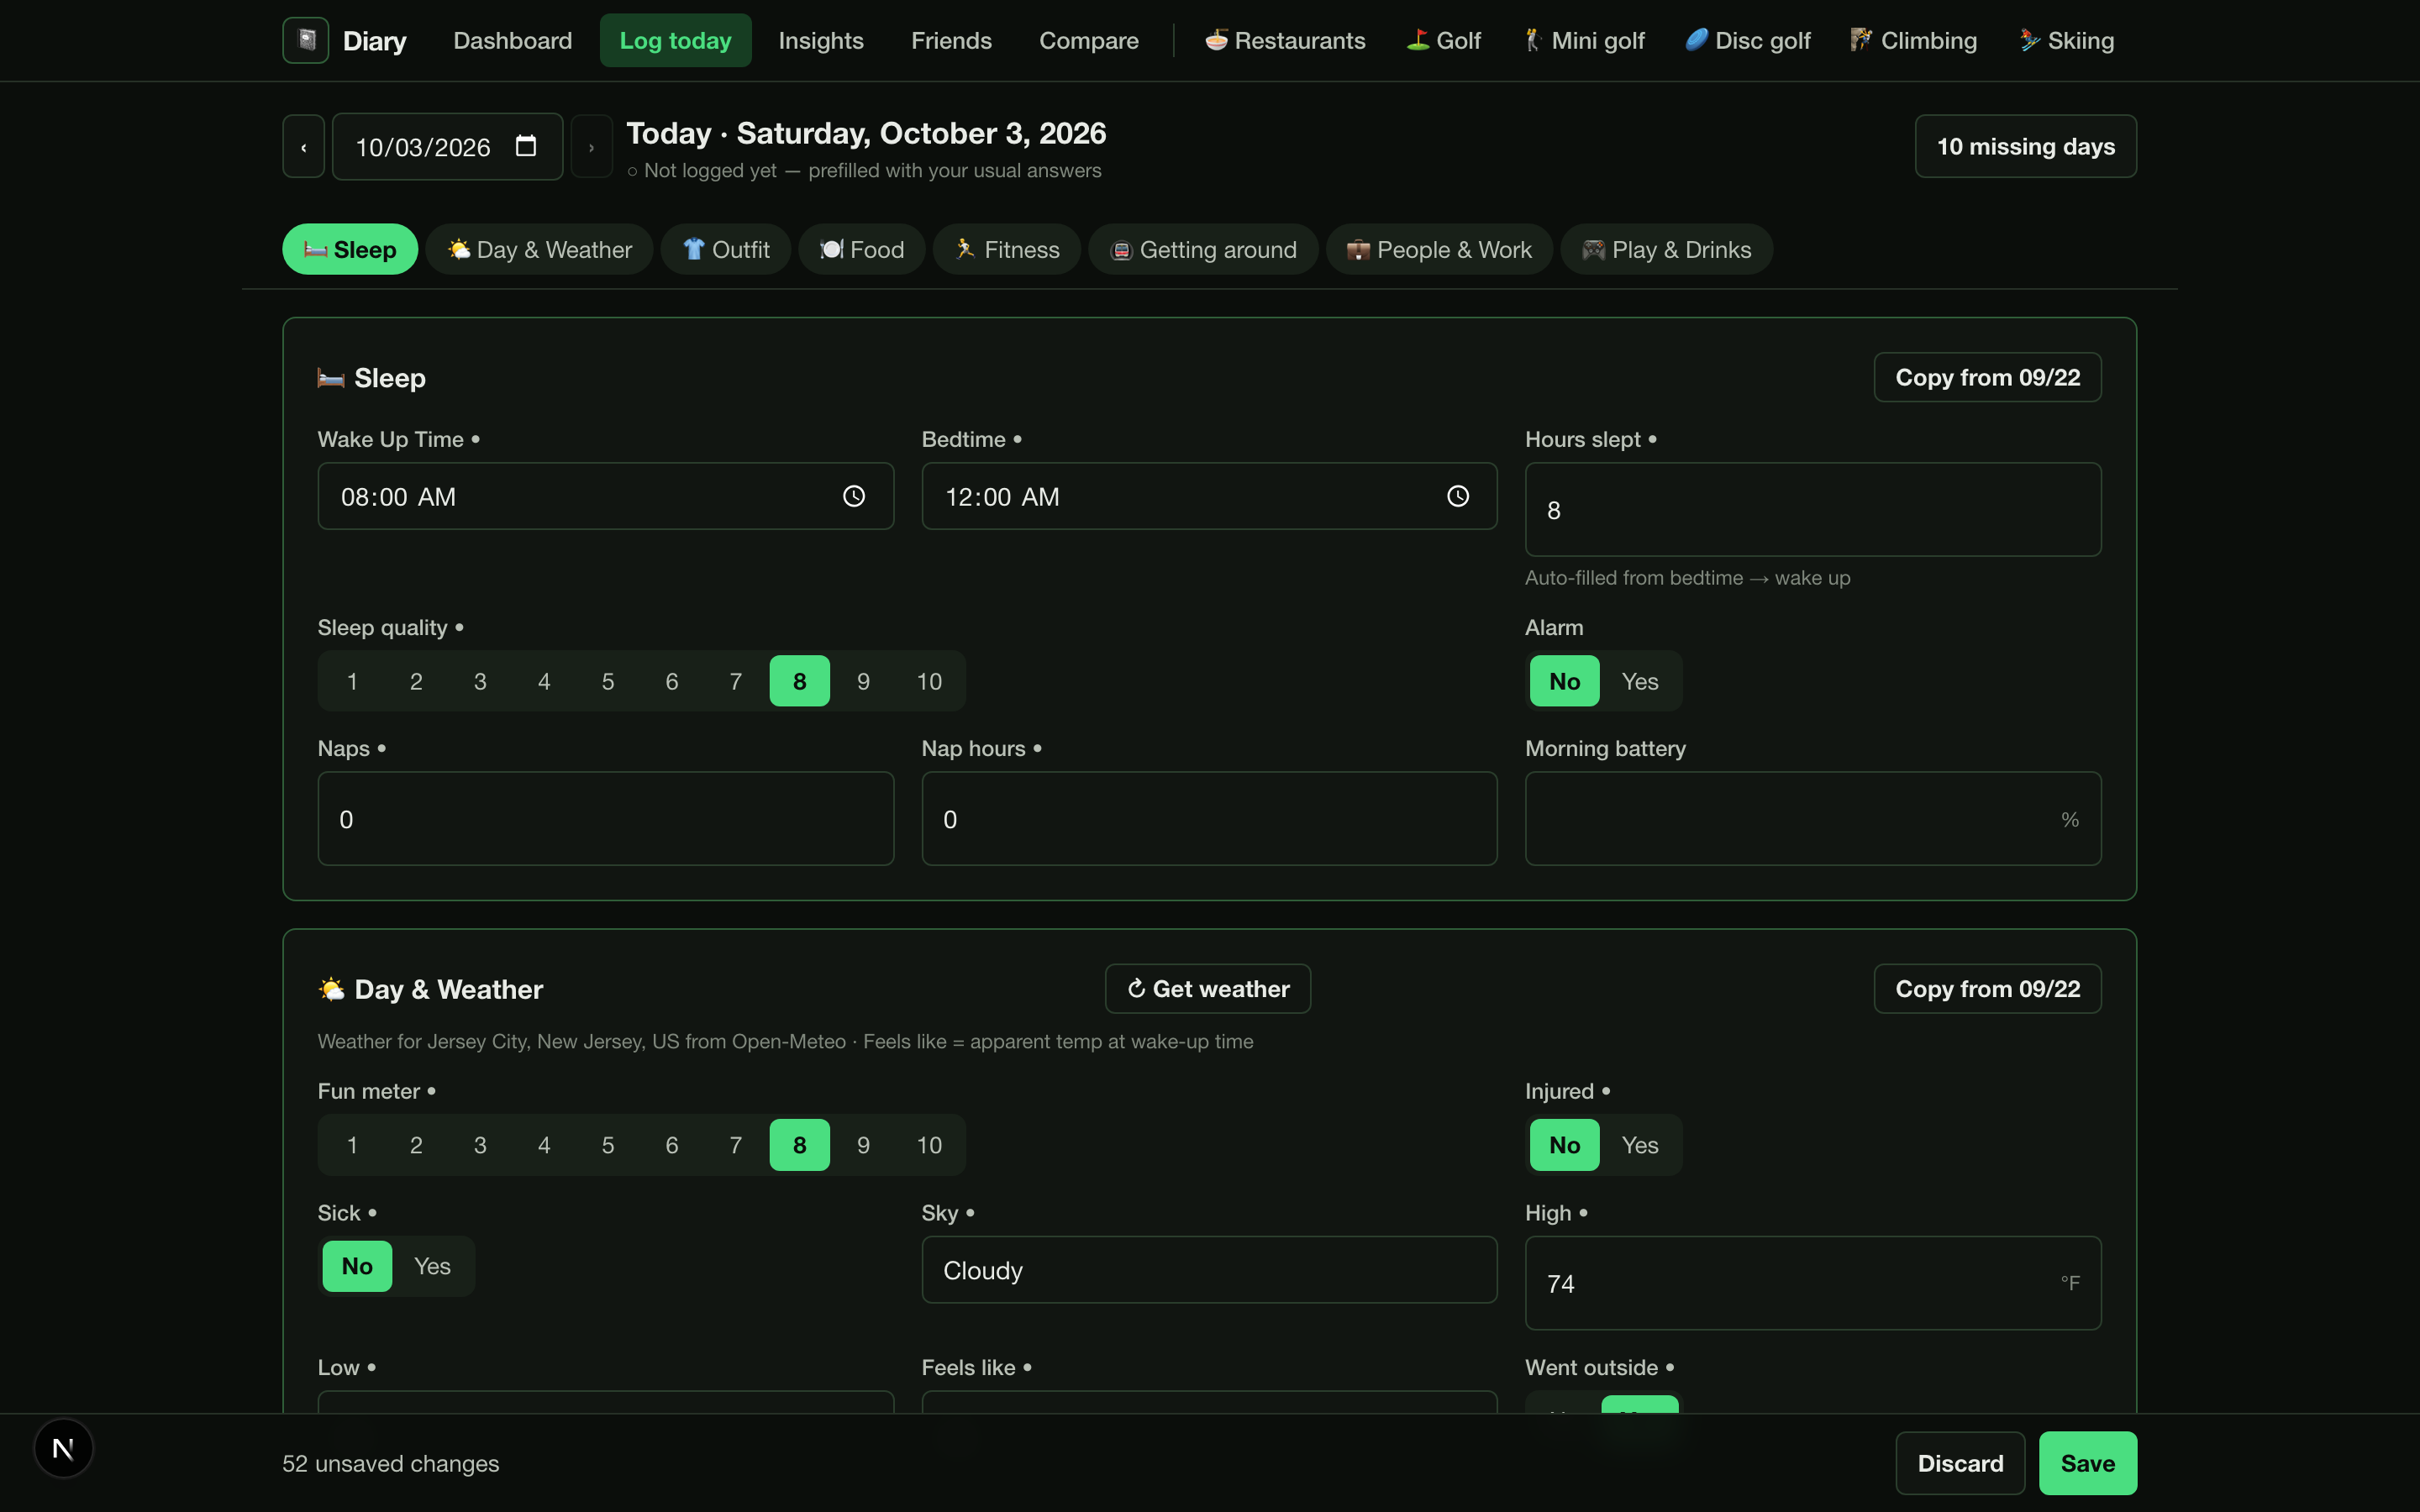 Diary Dashboard Log today Insights Friends Compare Restaurants Golf Mini golf Disc golf Climbing Skiing
10/03/2026
Today · Saturday, October 3, 2026
○ Not logged yet — prefilled with your usual answers
10 missing days
Sleep Day & Weather Outfit Food Fitness Getting around People & Work Play & Drinks
Sleep Copy from 09/22
Wake Up Time • Bedtime • Hours slept •
08:00 AM 12:00 AM 8
Auto-filled from bedtime → wake up
Sleep quality • Alarm
1 2 3 4 5 6 7 8 9 10 No Yes
Naps • Nap hours • Morning battery
0 0 %
Day & Weather Get weather Copy from 09/22
Weather for Jersey City, New Jersey, US from Open-Meteo · Feels like = apparent temp at wake-up time
Fun meter • Injured •
1 2 3 4 5 6 7 8 9 10 No Yes
Sick • Sky • High •
No Yes Cloudy 74 °F
Low • Feels like • Went outside •
N 52 unsaved changes Discard Save